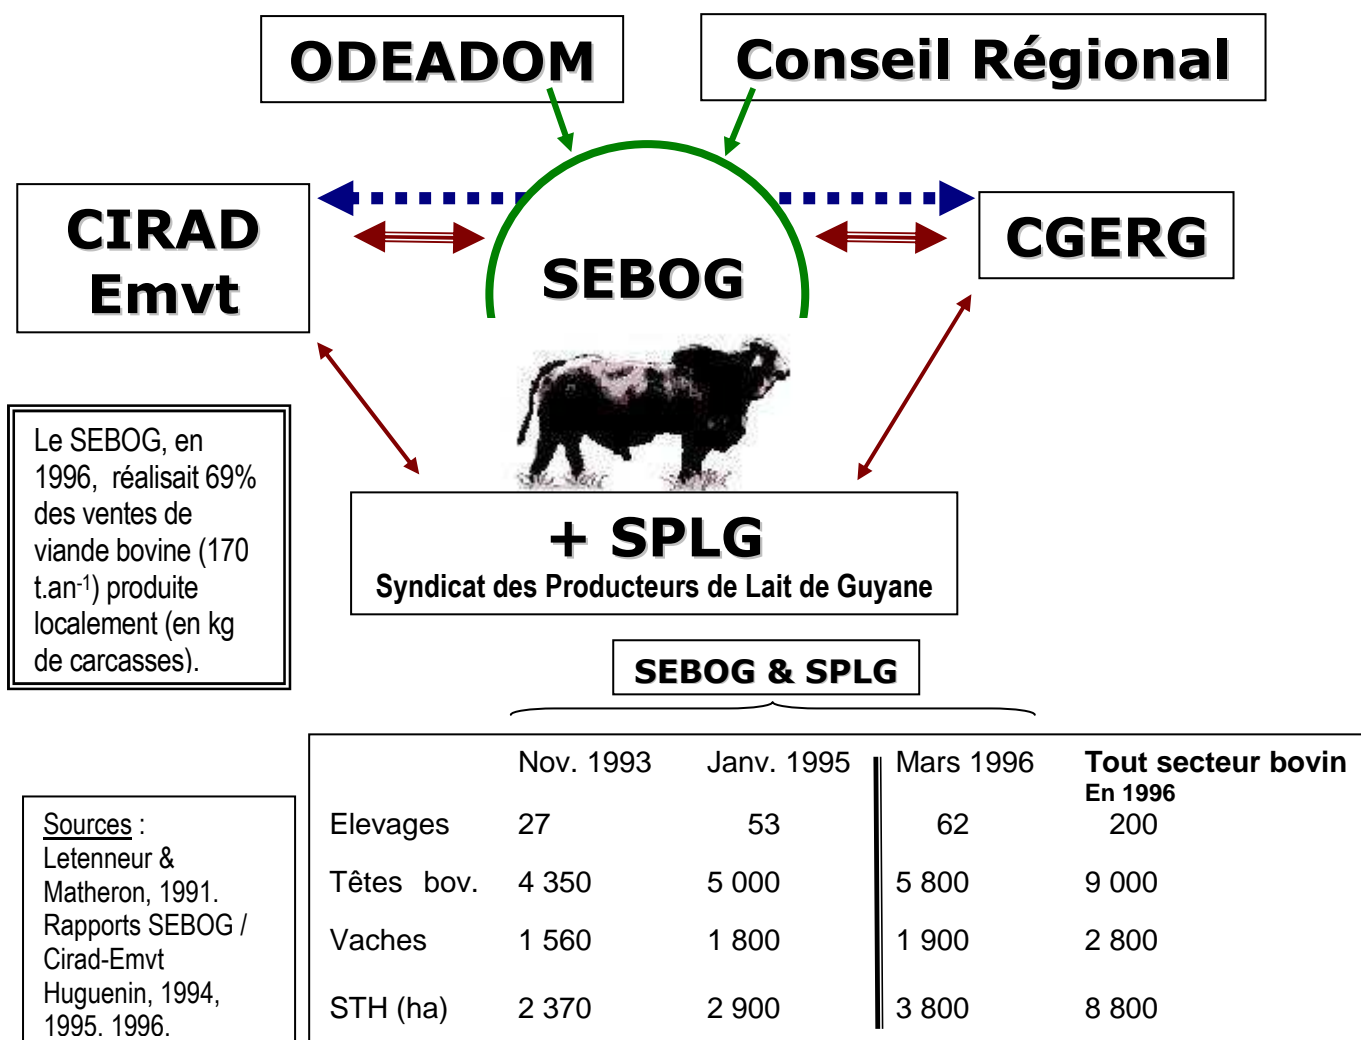 ODEADOM
Conseil Régional
CIRAD
Emvt
SEBOG
CGERG
Le SEBOG, en
1996, réalisait 69%
des ventes de
viande bovine (170
t.an-1) produite
localement (en kg
de carcasses).
+ SPLG
Syndicat des Producteurs de Lait de Guyane
SEBOG & SPLG
Nov. 1993 Janv. 1995 Mars 1996 Tout secteur bovin
En 1996
Elevages 27 53 62 200
Têtes bov. 4 350 5 000 5 800 9 000
Vaches 1 560 1 800 1 900 2 800
STH (ha) 2 370 2 900 3 800 8 800
Sources :
Letenneur &
Matheron, 1991.
Rapports SEBOG /
Cirad-Emvt
Huguenin, 1994,
1995. 1996.